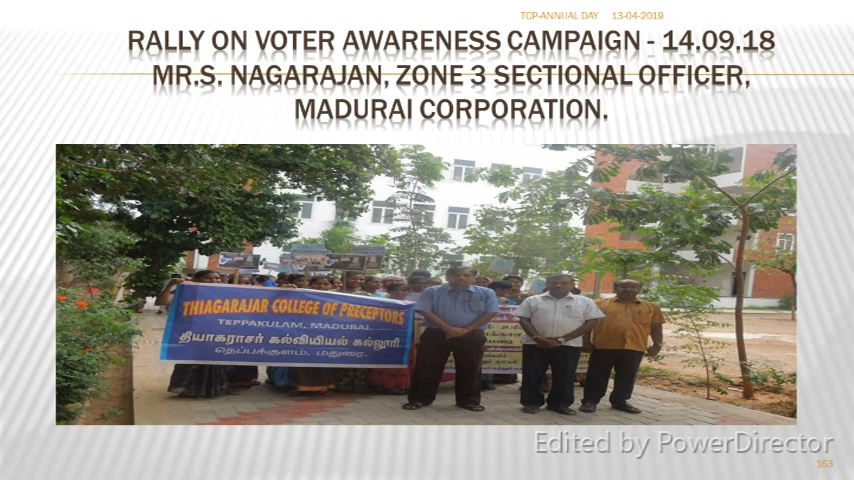 TCP-ANNUAL DAY 13-04-2019
RALLY ON VOTER AWARENESS CAMPAIGN - 14.09.18
MR.S. NAGARAJAN, ZONE 3 SECTIONAL OFFICER,
MADURAI CORPORATION.
THIAGARAJAR COLLEGE OF PRECEPTORS
TEPPAKULAM, MADURAI.
தியாகராசர் கல்வியியல் கல்லூரி
தெப்பக்குளம், மதுரை.
Edited by PowerDirector
163